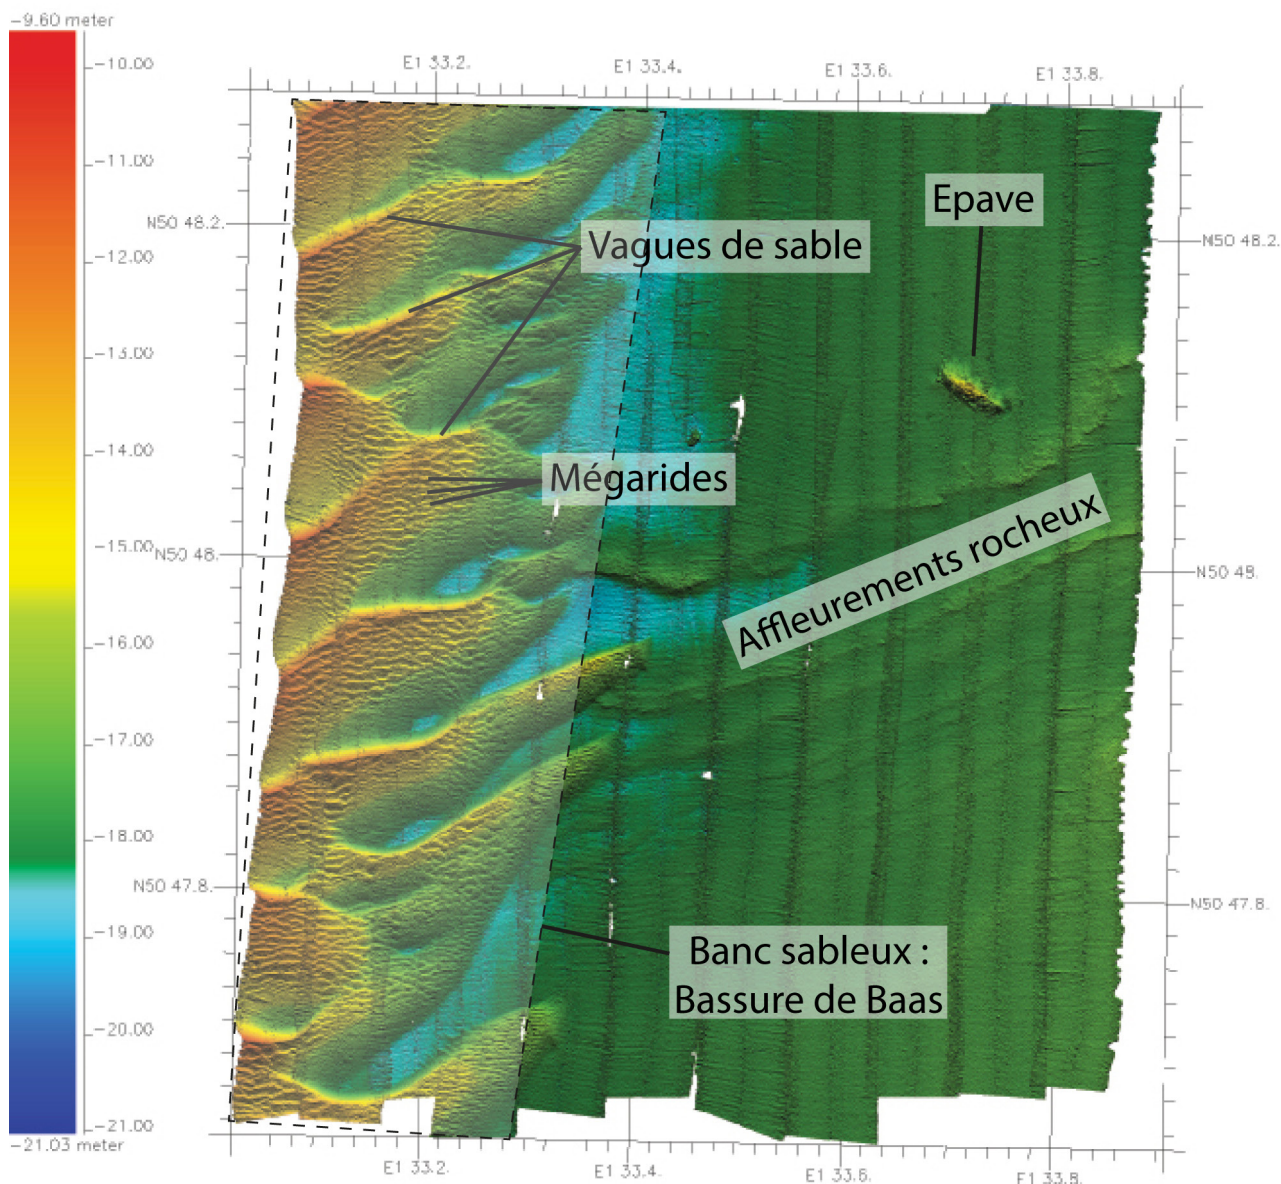 −9.60 meter
E1 33.2.
E1 33.4.
E1 33.6.
E1 33.8.
−10.00
−11.00
Epave
N50 48.2.
Vagues de sable
N50 48.2.
−12.00
−13.00
−14.00
Mégarides
−15.00
N50 48.
Affleurements rocheux
N50 48.
−16.00
−17.00
−18.00
N50 47.8.
N50 47.8.
−19.00
Banc sableux :
Bassure de Baas
−20.00
−21.00
−21.03 meter
E1 33.2.
E1 33.4.
E1 33.6.
E1 33.8.